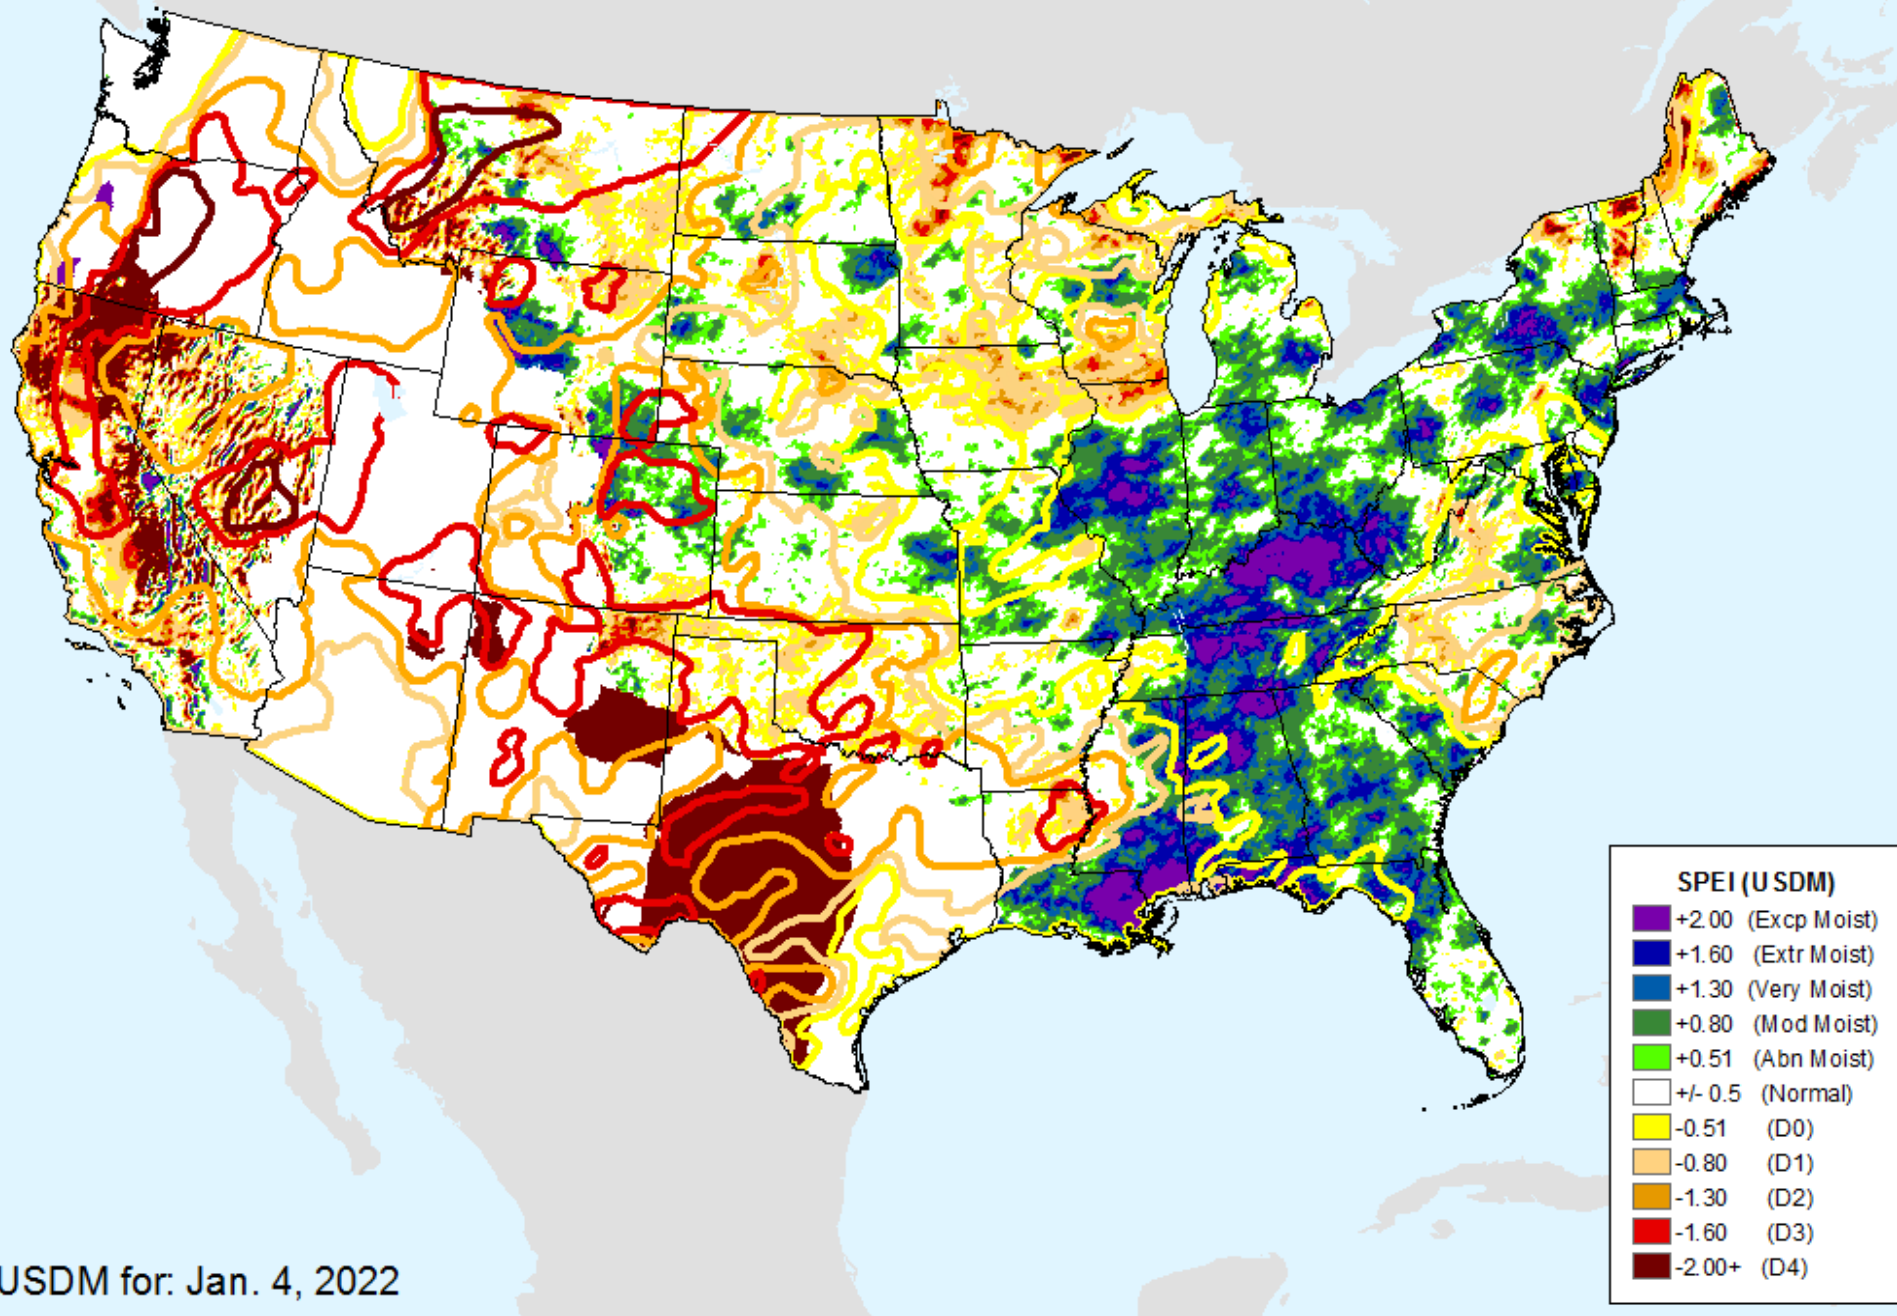 SPEI (USDM)
+2.00 (Excp Moist)
+1.60 (Extr Moist)
+1.30 (Very Moist)
+0.80 (Mod Moist)
+0.51 (Abn Moist)
+/- 0.5 (Normal)
-0.51 (D0)
-0.80 (D1)
-1.30 (D2)
-1.60 (D3)
-2.00+ (D4)
USDM for: Jan. 4, 2022